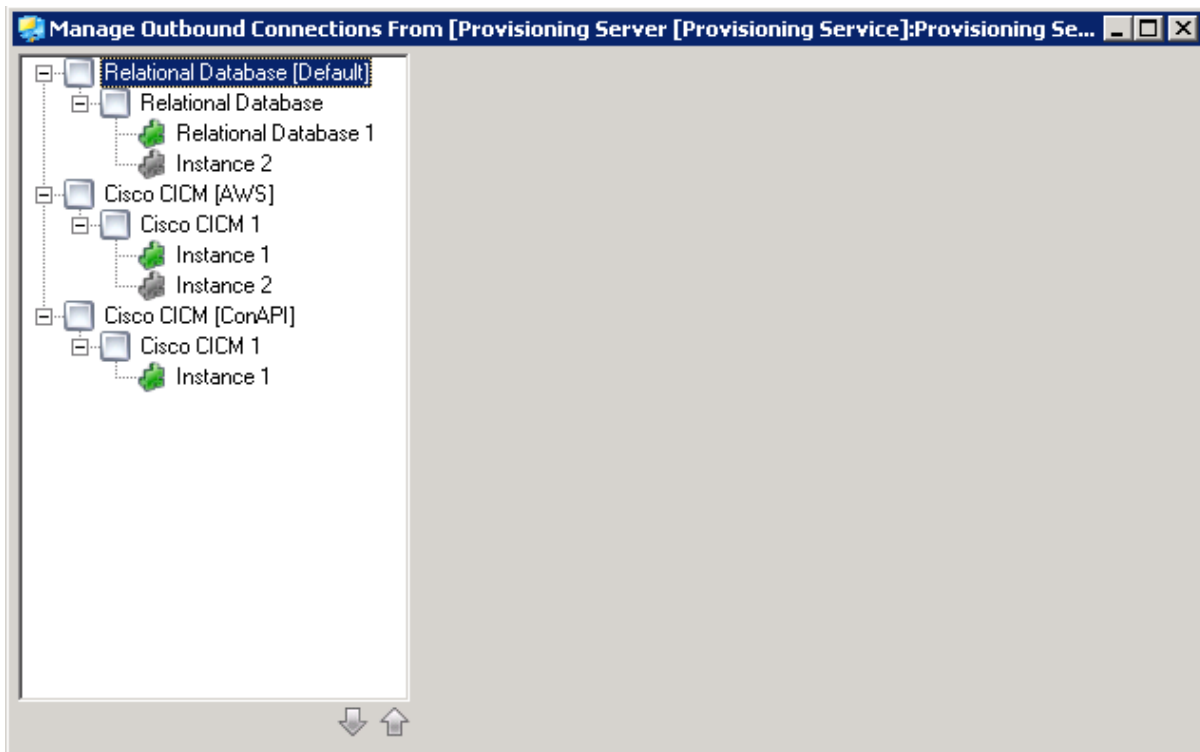 Manage Outbound Connections From [Provisioning Server [Provisioning Service]:Provisioning Se...
Relational Database [Default]
Relational Database
Relational Database 1
Instance 2
Cisco CICM [AWS]
Cisco CICM 1
Instance 1
Instance 2
Cisco CICM [ConAPI]
Cisco CICM 1
Instance 1